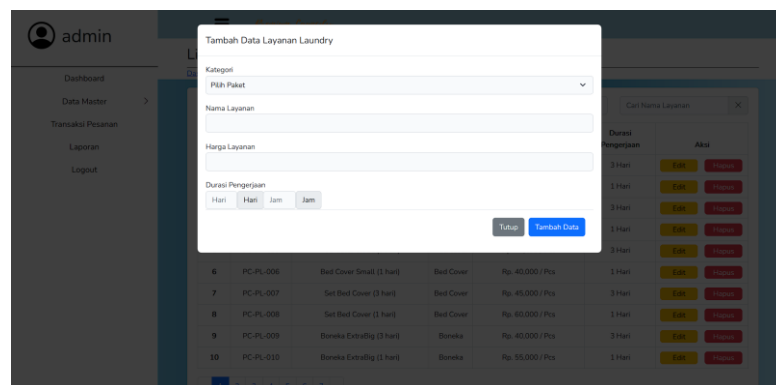 admin
Tambah Data Layanan Laundry
Kategori
Pilih Paket
Nama Layanan
Harga Layanan
Durasi Pengerjaan
Hari Hari Jam Jam
Tutup Tambah Data
Dashboard
Data Master
Transaksi Pesanan
Laporan
Logout
Li
Da
Cari Nama Layanan X
Durasi Pengerjaan Aksi
3 Hari Edit Hapus
1 Hari Edit Hapus
3 Hari Edit Hapus
1 Hari Edit Hapus
3 Hari Edit Hapus
6 PC-PL-006 Bed Cover Small (1 hari) Bed Cover Rp. 40,000 / Pcs 1 Hari Edit Hapus
7 PC-PL-007 Set Bed Cover (3 hari) Bed Cover Rp. 45,000 / Pcs 3 Hari Edit Hapus
8 PC-PL-008 Set Bed Cover (1 hari) Bed Cover Rp. 60,000 / Pcs 1 Hari Edit Hapus
9 PC-PL-009 Boneka ExtraBig (3 hari) Boneka Rp. 40,000 / Pcs 3 Hari Edit Hapus
10 PC-PL-010 Boneka ExtraBig (1 hari) Boneka Rp. 55,000 / Pcs 1 Hari Edit Hapus